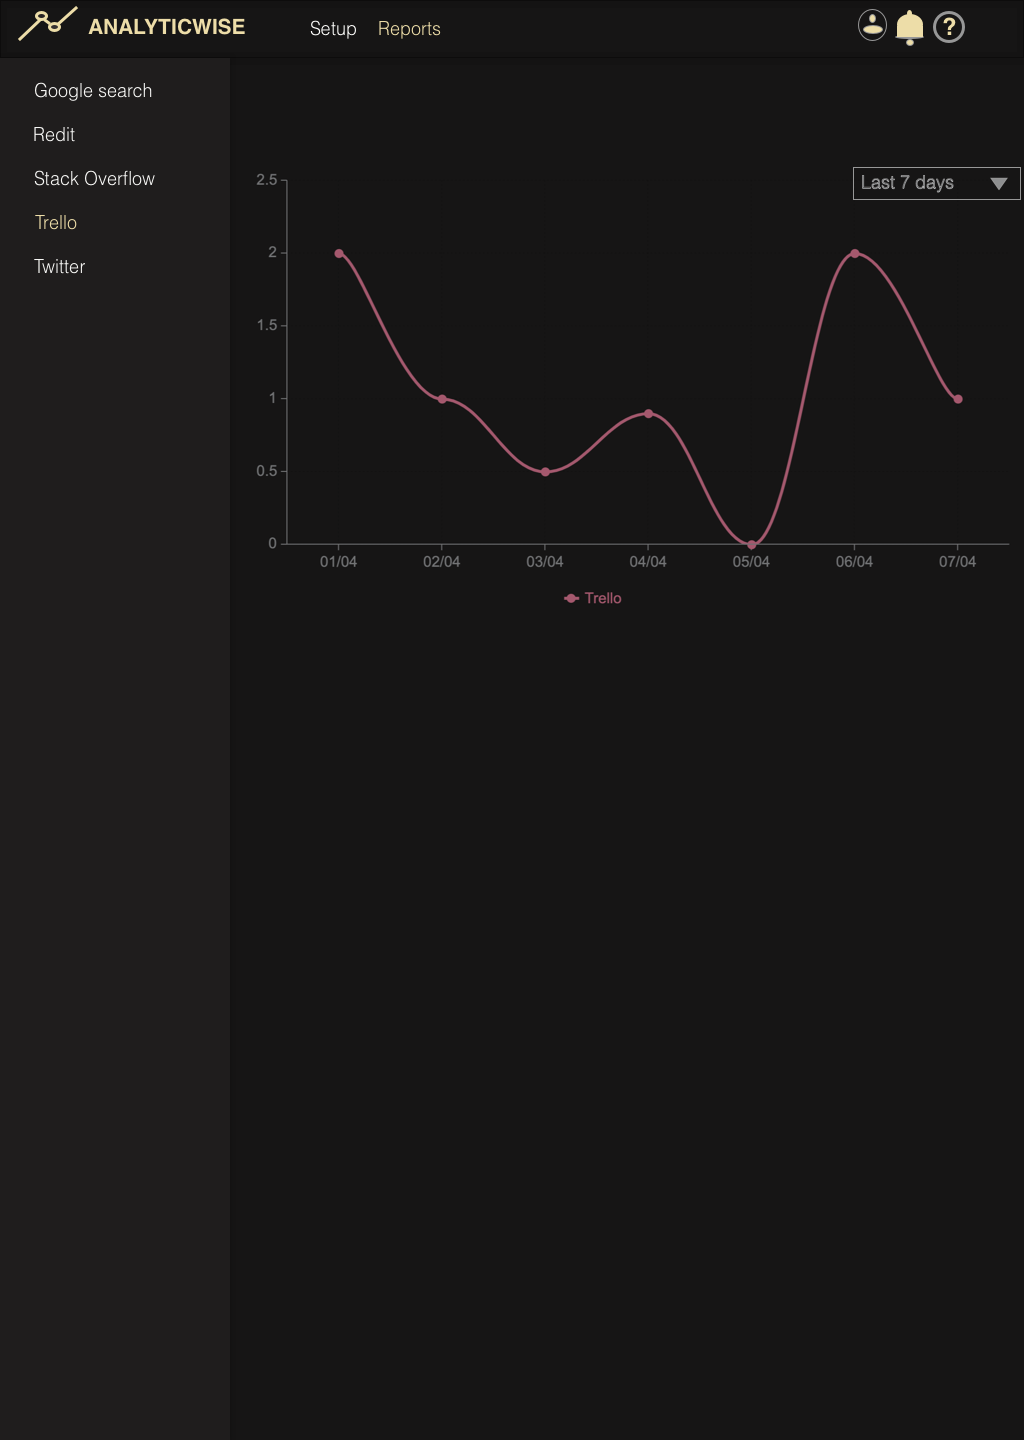 ANALYTICWISE
Setup
Reports
?
Google search
Redit
Stack Overflow
Trello
Twitter
Last 7 days
2.5
2
1.5
1
0.5
0
01/04 02/04 03/04 04/04 05/04 06/04 07/04
Trello